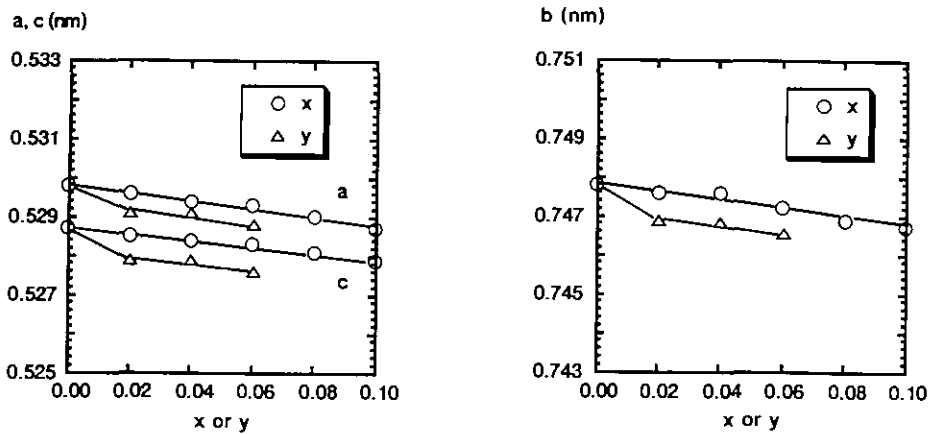 a, c (nm)
0.533
0.531
0.529
0.527
0.525
x
y
a
c
0.00 0.02 0.04 0.06 0.08 0.10
x or y
b (nm)
0.751
0.749
0.747
0.745
0.743
x
y
0.00 0.02 0.04 0.06 0.08 0.10
x or y